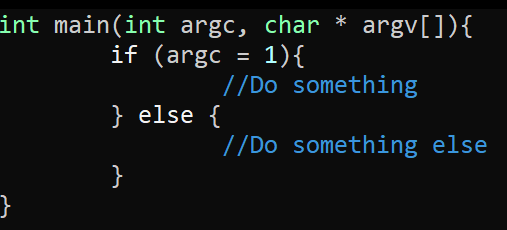 int main(int argc, char * argv[]){
        if (argc = 1){
                //Do something
        } else {
                //Do something else
        }
}